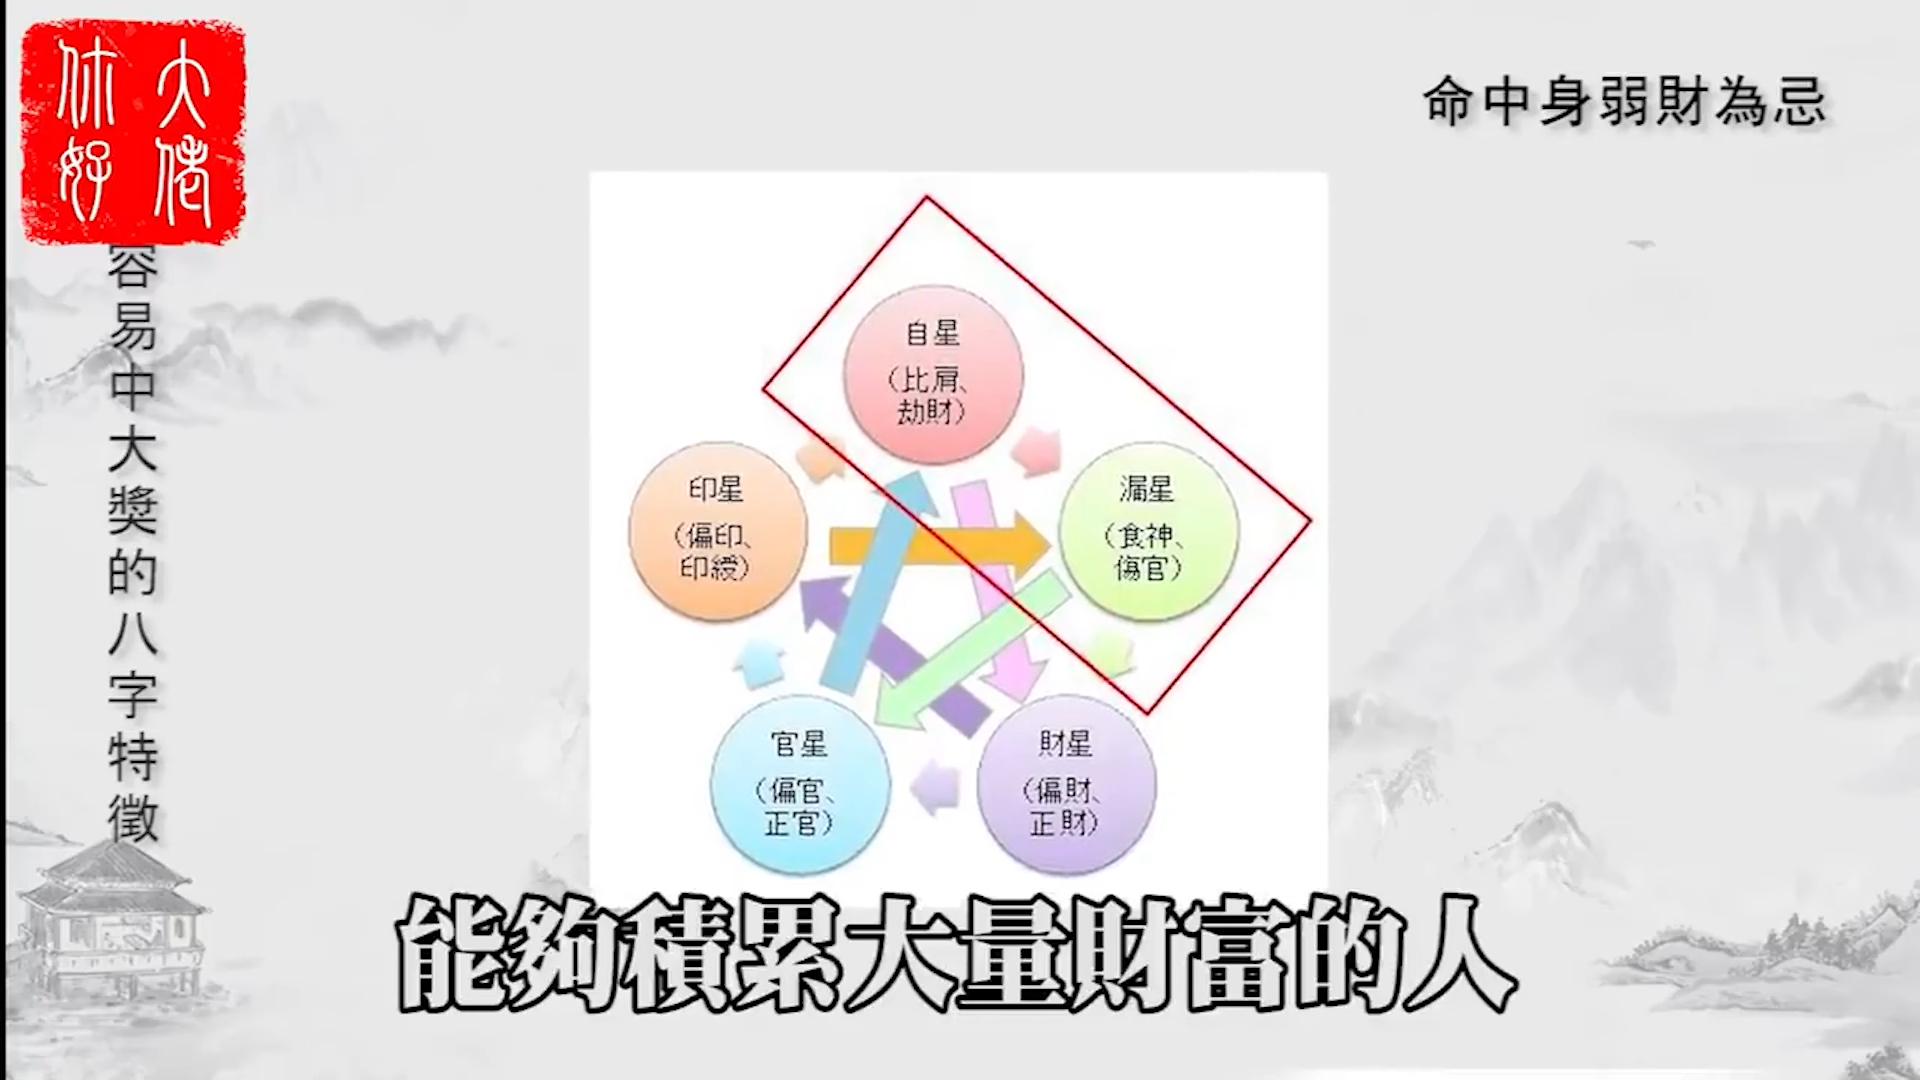 大佬
你好
命中身弱財為忌
容易中大獎的八字特徵
自星
（比肩、
劫財）
印星
（偏印、
印綬）
漏星
（食神、
傷官）
官星
（偏官、
正官）
財星
（偏財、
正財）
能夠積累大量財富的人